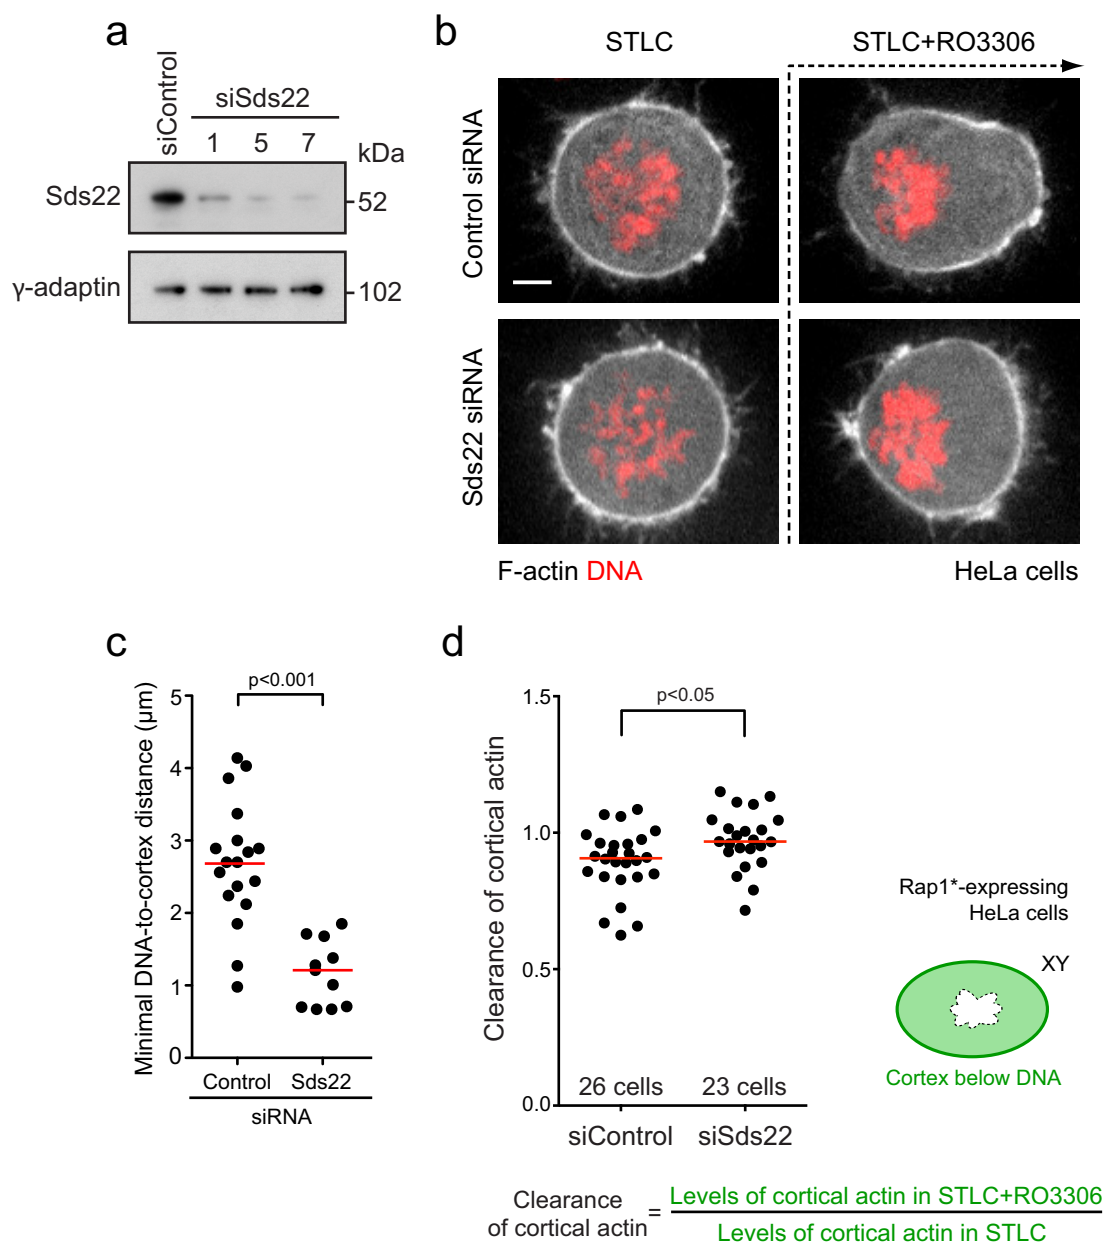 a
siControl
siSds22
1 5 7
kDa
Sds22
52
γ-adaptin
102
b
STLC
STLC+RO3306
Control siRNA
Sds22 siRNA
F-actin DNA
HeLa cells
c
Minimal DNA-to-cortex distance (µm)
p<0.001
5
4
3
2
1
0
Control Sds22
siRNA
d
Clearance of cortical actin
p<0.05
1.5
1.0
0.5
0.0
26 cells 23 cells
siControl siSds22
Rap1*-expressing
HeLa cells
XY
Cortex below DNA
Clearance
of cortical actin
=
Levels of cortical actin in STLC+RO3306
Levels of cortical actin in STLC